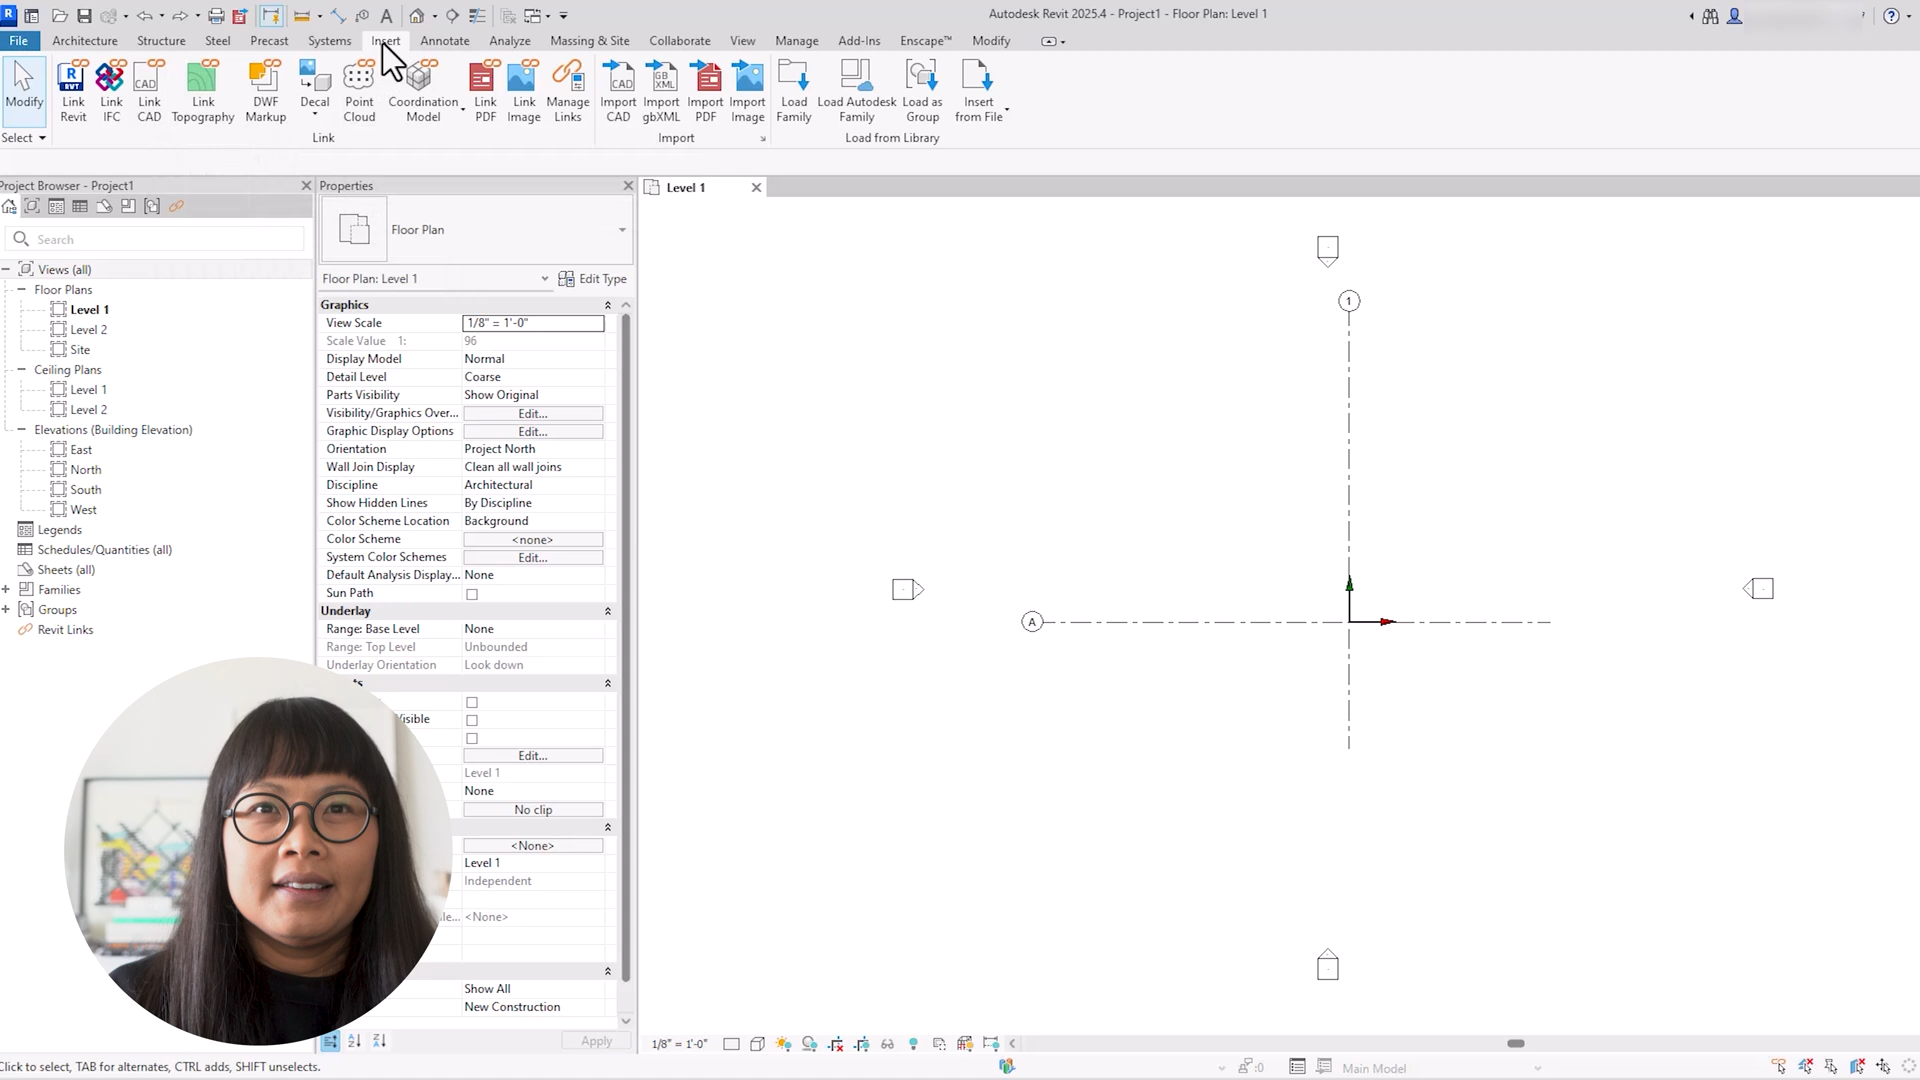 Autodesk Revit 2025.4 - Project1 - Floor Plan: Level 1
File Architecture Structure Steel Precast Systems Insert Annotate Analyze Massing & Site Collaborate View Manage Add-Ins Enscape™ Modify
Modify
Link Revit
Link IFC
Link CAD
Link Topography
DWF Markup
Decal
Point Cloud
Coordination Model
Link PDF
Link Image
Manage Links
Import CAD
Import gbXML
Import PDF
Import Image
Load Family
Load Autodesk Family
Load as Group
Insert from File
Select
Link
Import
Load from Library
Project Browser - Project1
Search
Views (all)
Floor Plans
Level 1
Level 2
Site
Ceiling Plans
Level 1
Level 2
Elevations (Building Elevation)
East
North
South
West
Legends
Schedules/Quantities (all)
Sheets (all)
Families
Groups
Revit Links
Properties
Floor Plan
Floor Plan: Level 1 Edit Type
Graphics
View Scale 1/8" = 1'-0"
Scale Value 1: 96
Display Model Normal
Detail Level Coarse
Parts Visibility Show Original
Visibility/Graphics Over... Edit...
Graphic Display Options Edit...
Orientation Project North
Wall Join Display Clean all wall joins
Discipline Architectural
Show Hidden Lines By Discipline
Color Scheme Location Background
Color Scheme <none>
System Color Schemes Edit...
Default Analysis Display... None
Sun Path
Underlay
Range: Base Level None
Range: Top Level Unbounded
Underlay Orientation Look down
Edit...
Level 1
None
No clip
<None>
Level 1
Independent
<None>
Show All
New Construction
Apply
Level 1
1
A
1/8" = 1'-0"
Click to select, TAB for alternates, CTRL adds, SHIFT unselects.
:0
Main Model